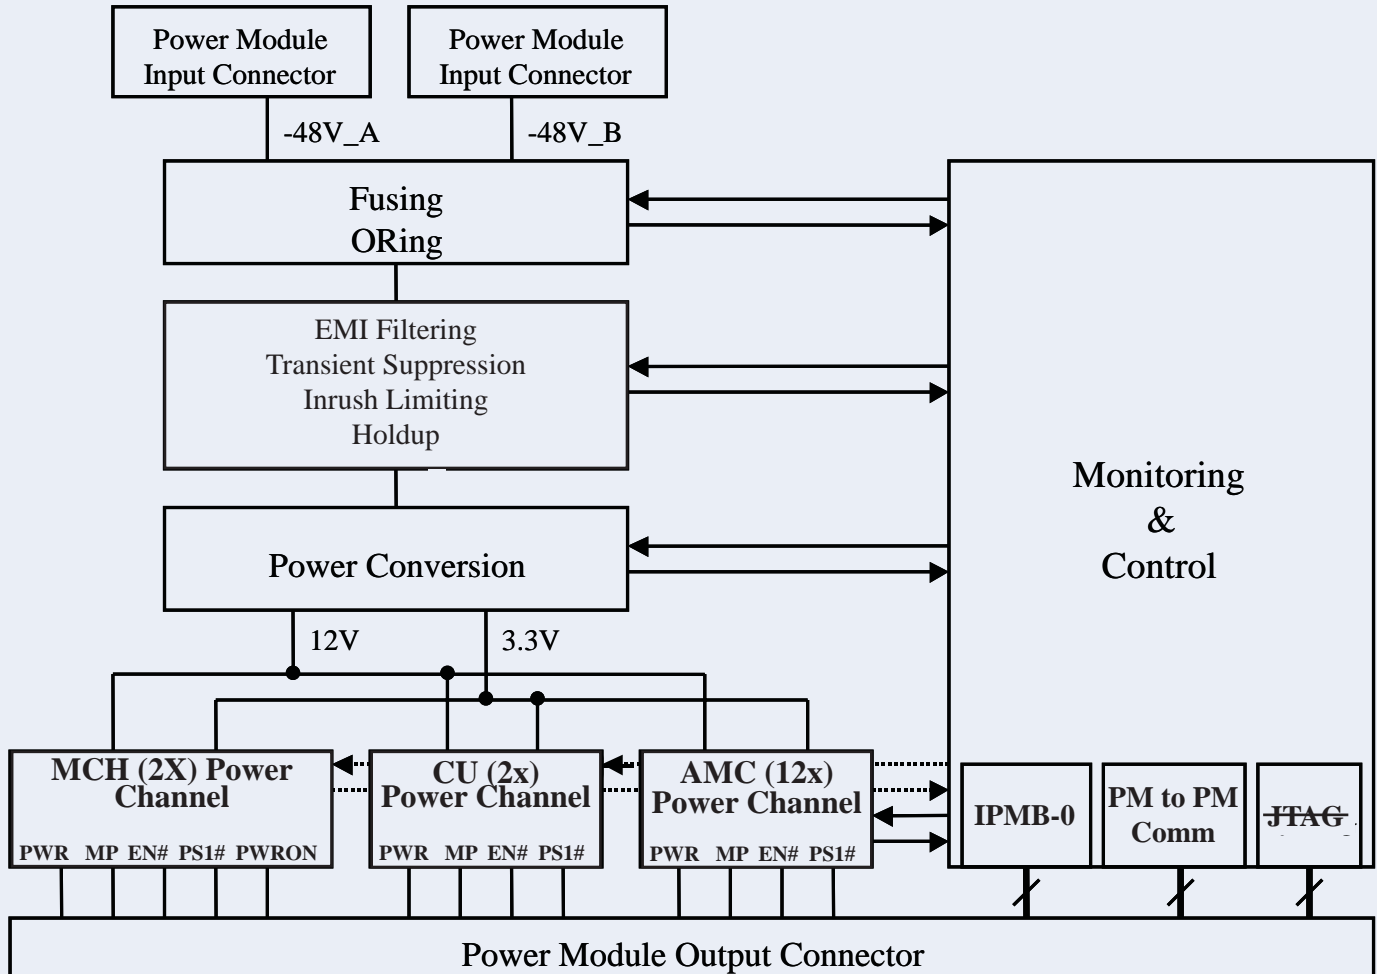 Power Module
Input Connector
Power Module
Input Connector
-48V_A
-48V_B
Fusing
ORing
EMI Filtering
Transient Suppression
Inrush Limiting
Holdup
Monitoring
&
Control
Power Conversion
12V
3.3V
MCH (2X) Power
Channel
PWR MP EN# PS1# PWRON
CU (2x)
Power Channel
PWR MP EN# PS1#
AMC (12x)
Power Channel
PWR MP EN# PS1#
IPMB-0
PM to PM
Comm
JTAG
Power Module Output Connector